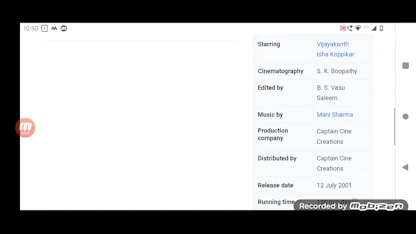 10:50
Starring Vijayakanth
Isha Koppikar
Cinematography S. K. Boopathy
Edited by B. S. Vasu
Saleem
Music by Mani Sharma
Production company Captain Cine Creations
Distributed by Captain Cine
Creations
Release date 12 July 2001
Running time
Recorded by Mobizen